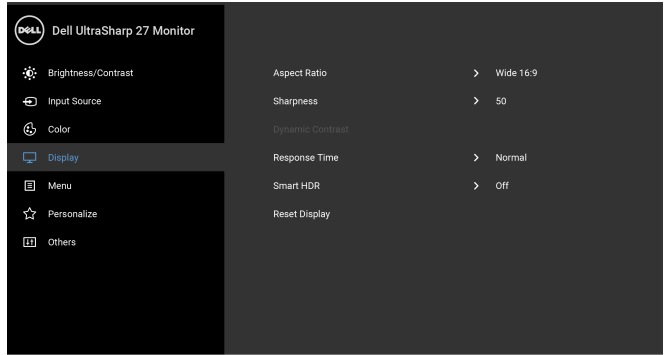 DELL Dell UltraSharp 27 Monitor
Brightness/Contrast
Input Source
Color
Display
Menu
Personalize
Others
Aspect Ratio Wide 16:9
Sharpness 50
Dynamic Contrast
Response Time Normal
Smart HDR Off
Reset Display